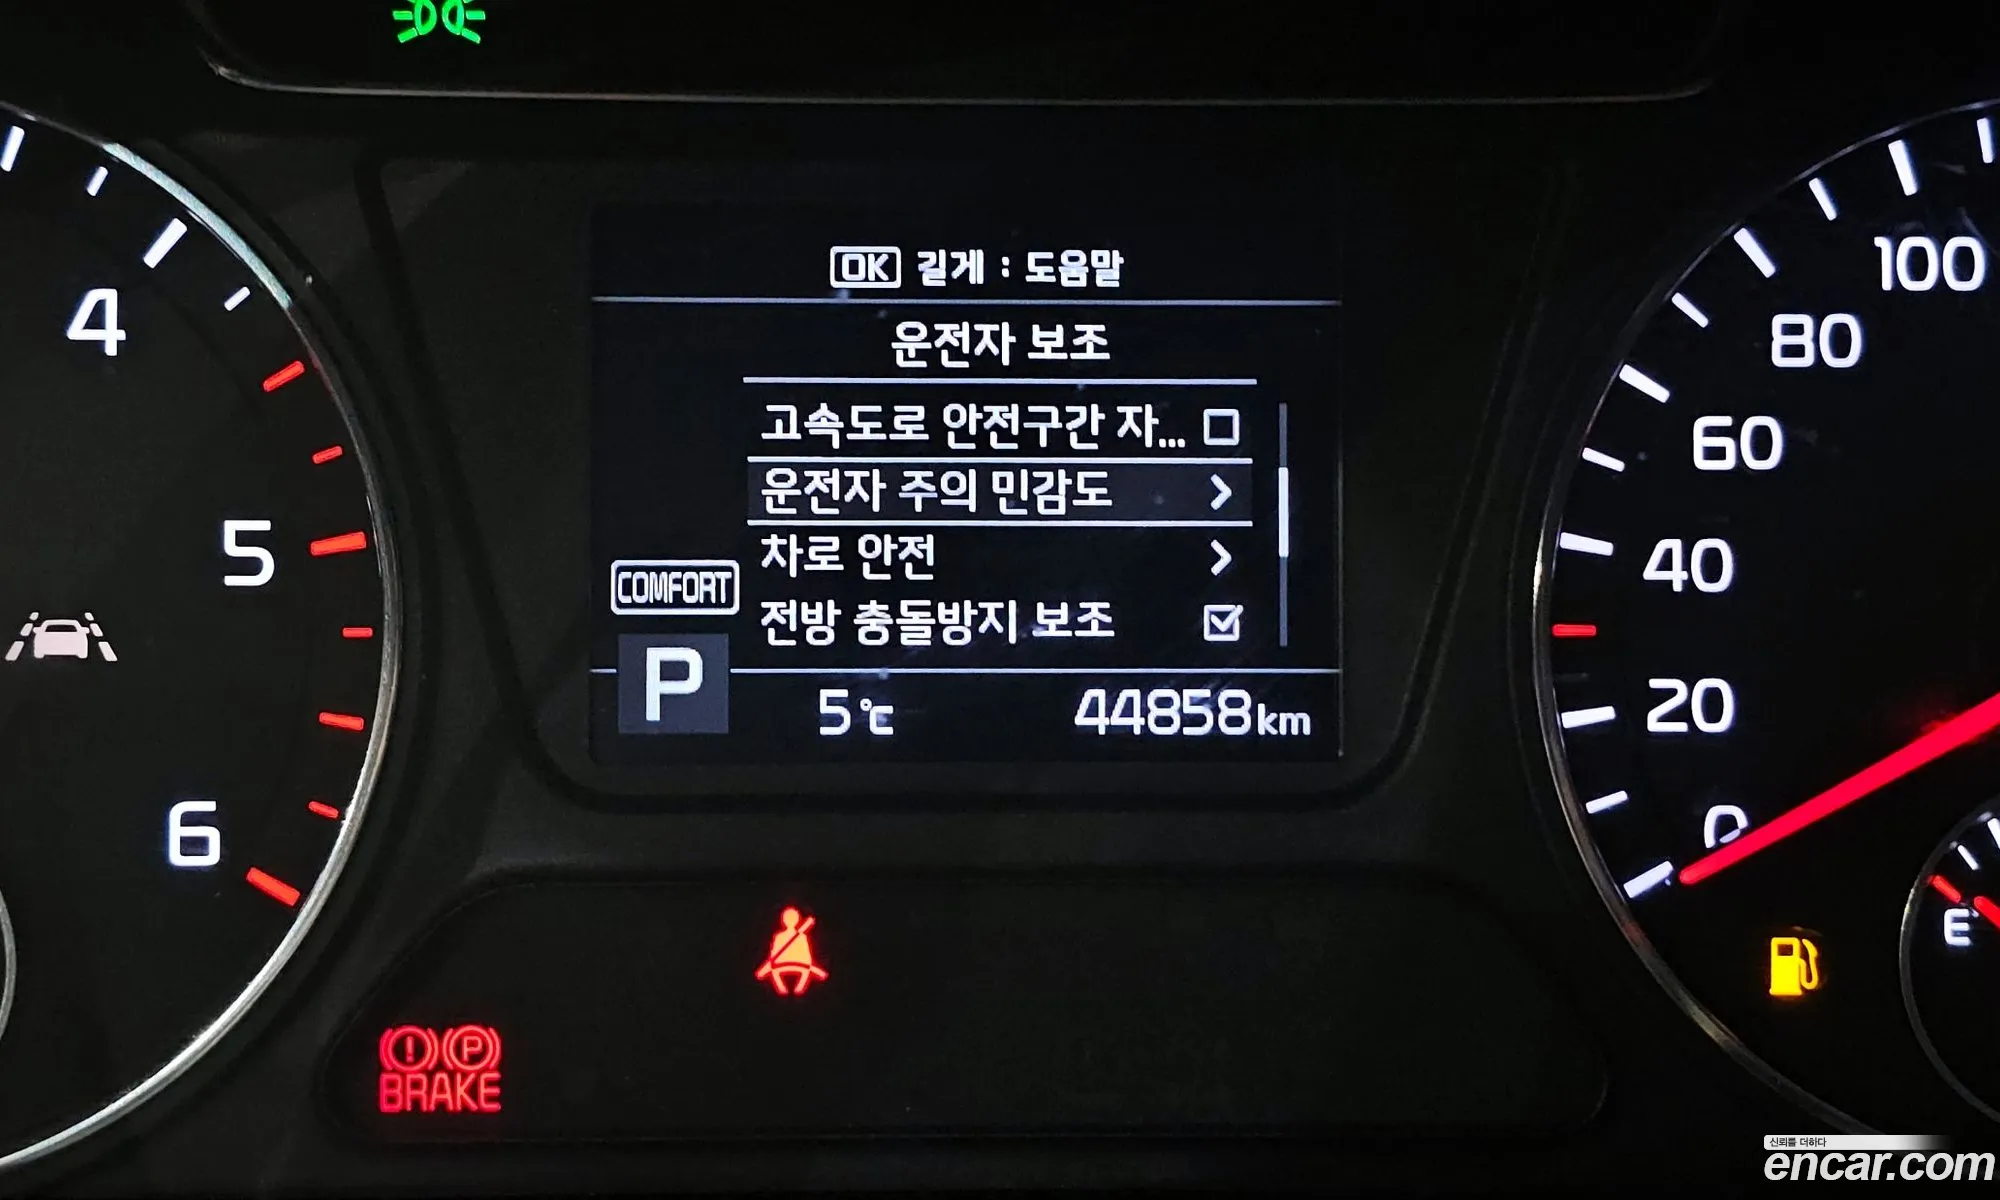 OK 길게 : 도움말
운전자 보조
고속도로 안전구간 자...
운전자 주의 민감도
차로 안전
전방 충돌방지 보조
COMFORT
P
5℃
44858km
4
5
6
100
80
60
40
20
0
E
P
BRAKE
신뢰를 더하다
encar.com